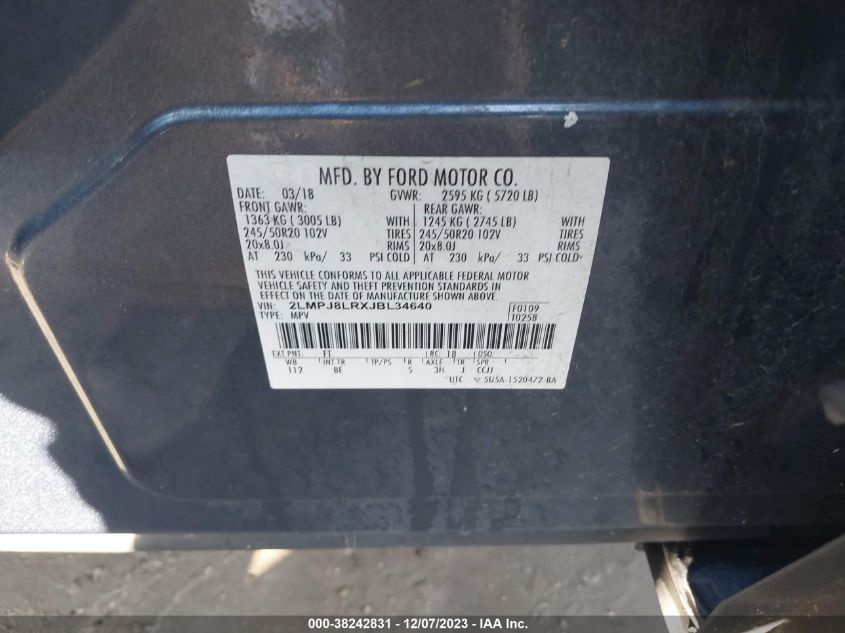 MFD. BY FORD MOTOR CO.
DATE: 03/18 GVWR: 2595 KG ( 5720 LB)
FRONT GAWR: REAR GAWR:
1363 KG ( 3005 LB) WITH 1245 KG ( 2745 LB) WITH
245/50R20 102V TIRES 245/50R20 102V TIRES
20x8.0J RIMS 20x8.0J RIMS
AT 230 kPa/ 33 PSI COLD AT 230 kPa/ 33 PSI COLD
THIS VEHICLE CONFORMS TO ALL APPLICABLE FEDERAL MOTOR
VEHICLE SAFETY AND THEFT PREVENTION STANDARDS IN
EFFECT ON THE DATE OF MANUFACTURE SHOWN ABOVE.
VIN: 2LMPJ8LRXJBL34640 F0109
TYPE: MPV T0258
EXT PNT: FT RC: 18 DSO:
WB INT TR TP/PS R AXLE TR SPR
112 BE S 3H J CCJJ
UTC 5U5A-1520472-BA
000-38242831 - 12/07/2023 - IAA Inc.